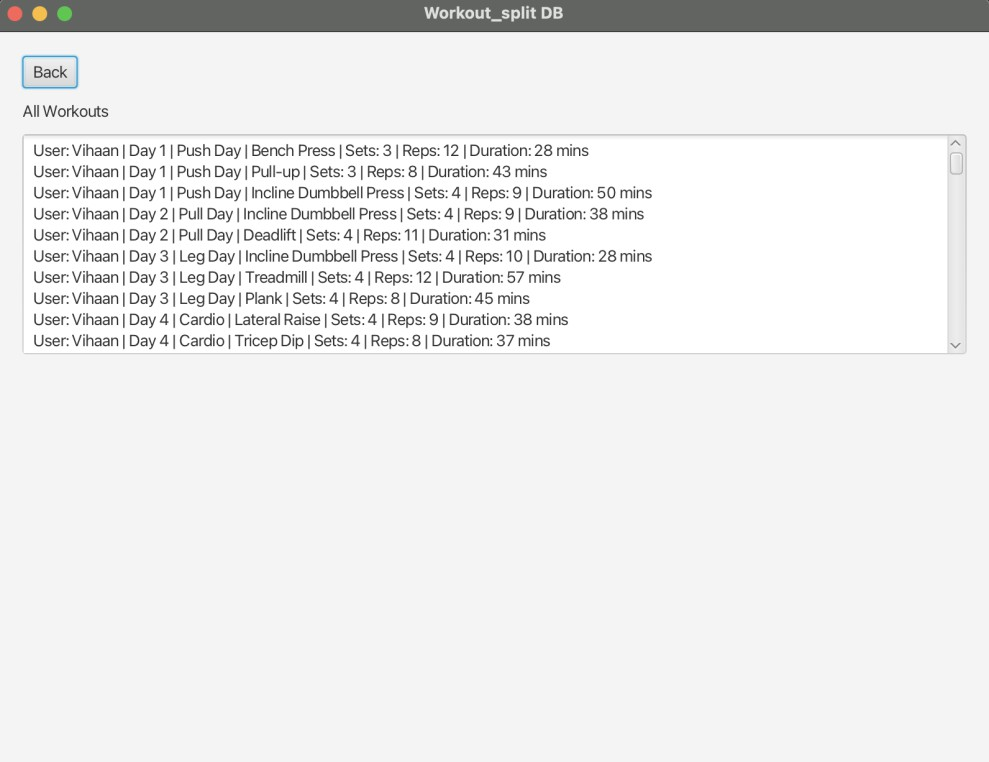 Workout_split DB
Back
All Workouts
User: Vihaan | Day 1 | Push Day | Bench Press | Sets: 3 | Reps: 12 | Duration: 28 mins
User: Vihaan | Day 1 | Push Day | Pull-up | Sets: 3 | Reps: 8 | Duration: 43 mins
User: Vihaan | Day 1 | Push Day | Incline Dumbbell Press | Sets: 4 | Reps: 9 | Duration: 50 mins
User: Vihaan | Day 2 | Pull Day | Incline Dumbbell Press | Sets: 4 | Reps: 9 | Duration: 38 mins
User: Vihaan | Day 2 | Pull Day | Deadlift | Sets: 4 | Reps: 11 | Duration: 31 mins
User: Vihaan | Day 3 | Leg Day | Incline Dumbbell Press | Sets: 4 | Reps: 10 | Duration: 28 mins
User: Vihaan | Day 3 | Leg Day | Treadmill | Sets: 4 | Reps: 12 | Duration: 57 mins
User: Vihaan | Day 3 | Leg Day | Plank | Sets: 4 | Reps: 8 | Duration: 45 mins
User: Vihaan | Day 4 | Cardio | Lateral Raise | Sets: 4 | Reps: 9 | Duration: 38 mins
User: Vihaan | Day 4 | Cardio | Tricep Dip | Sets: 4 | Reps: 8 | Duration: 37 mins